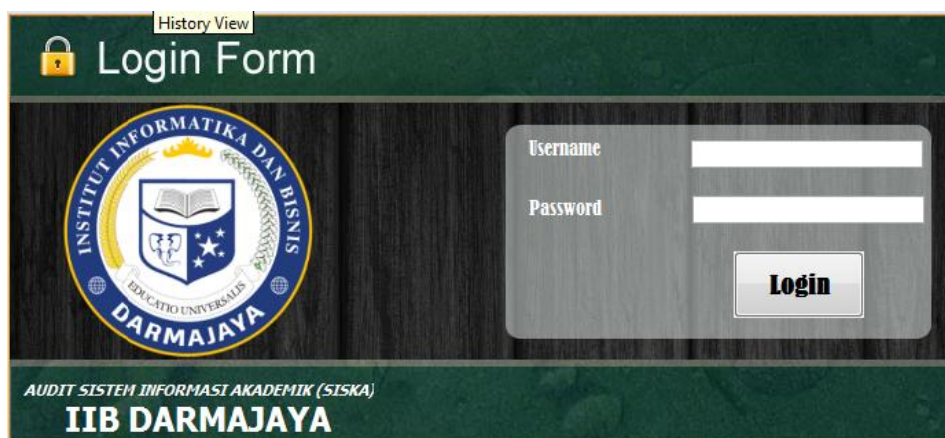 History View
Login Form
INSTITUT INFORMATIKA DAN BISNIS
EDUCATIO UNIVERSALIS
DARMAJAYA
Username
Password
Login
AUDIT SISTEM INFORMASI AKADEMIK (SISKA)
IIB DARMAJAYA